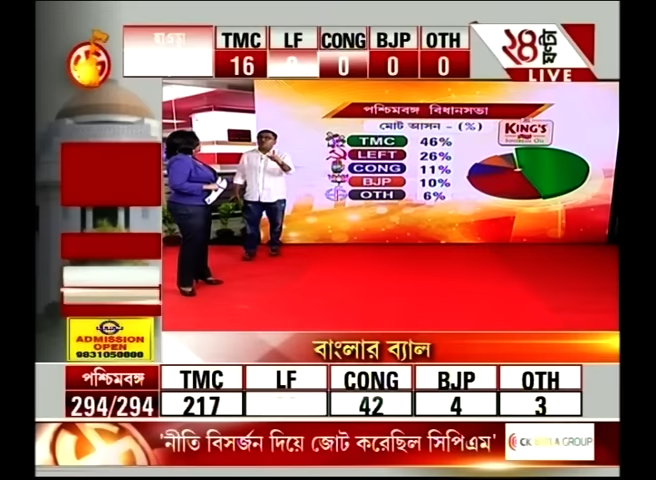 হাওড়া TMC LF CONG BJP OTH
16 0 0 0
২৪ ঘণ্টা
LIVE
পশ্চিমবঙ্গ বিধানসভা
মোট আসন - (%)
KING'S
TMC 46%
LEFT 26%
CONG 11%
BJP 10%
OTH 6%
ADMISSION
OPEN
9831050000
বাংলার ব্যাল
পশ্চিমবঙ্গ TMC LF CONG BJP OTH
294/294 217 42 4 3
'নীতি বিসর্জন দিয়ে জোট করেছিল সিপিএম'
CK GROUP